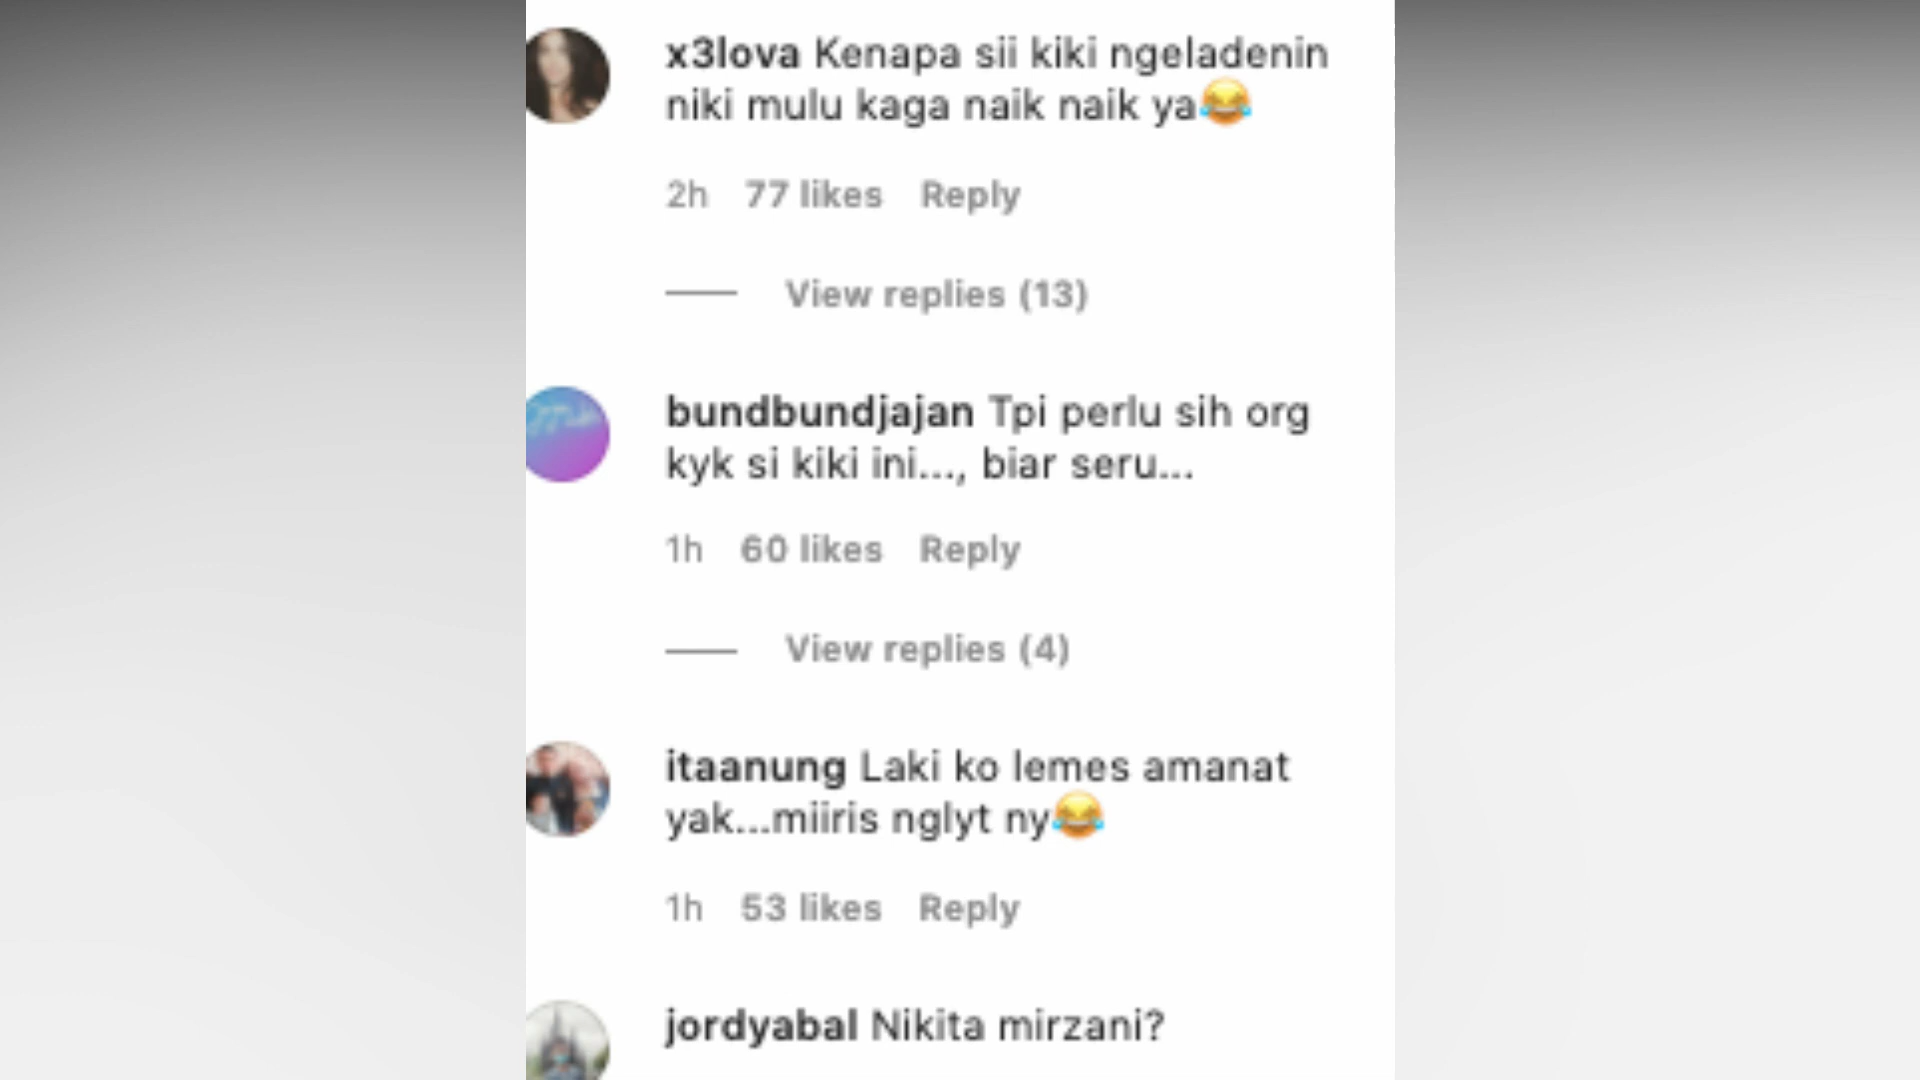 x3lova Kenapa sii kiki ngeladenin
niki mulu kaga naik naik ya😂
2h 77 likes Reply
View replies (13)
bundbundjajan Tpi perlu sih org
kyk si kiki ini..., biar seru...
1h 60 likes Reply
View replies (4)
itaanung Laki ko lemes amanat
yak...miiris nglyt ny😂
1h 53 likes Reply
jordyabal Nikita mirzani?